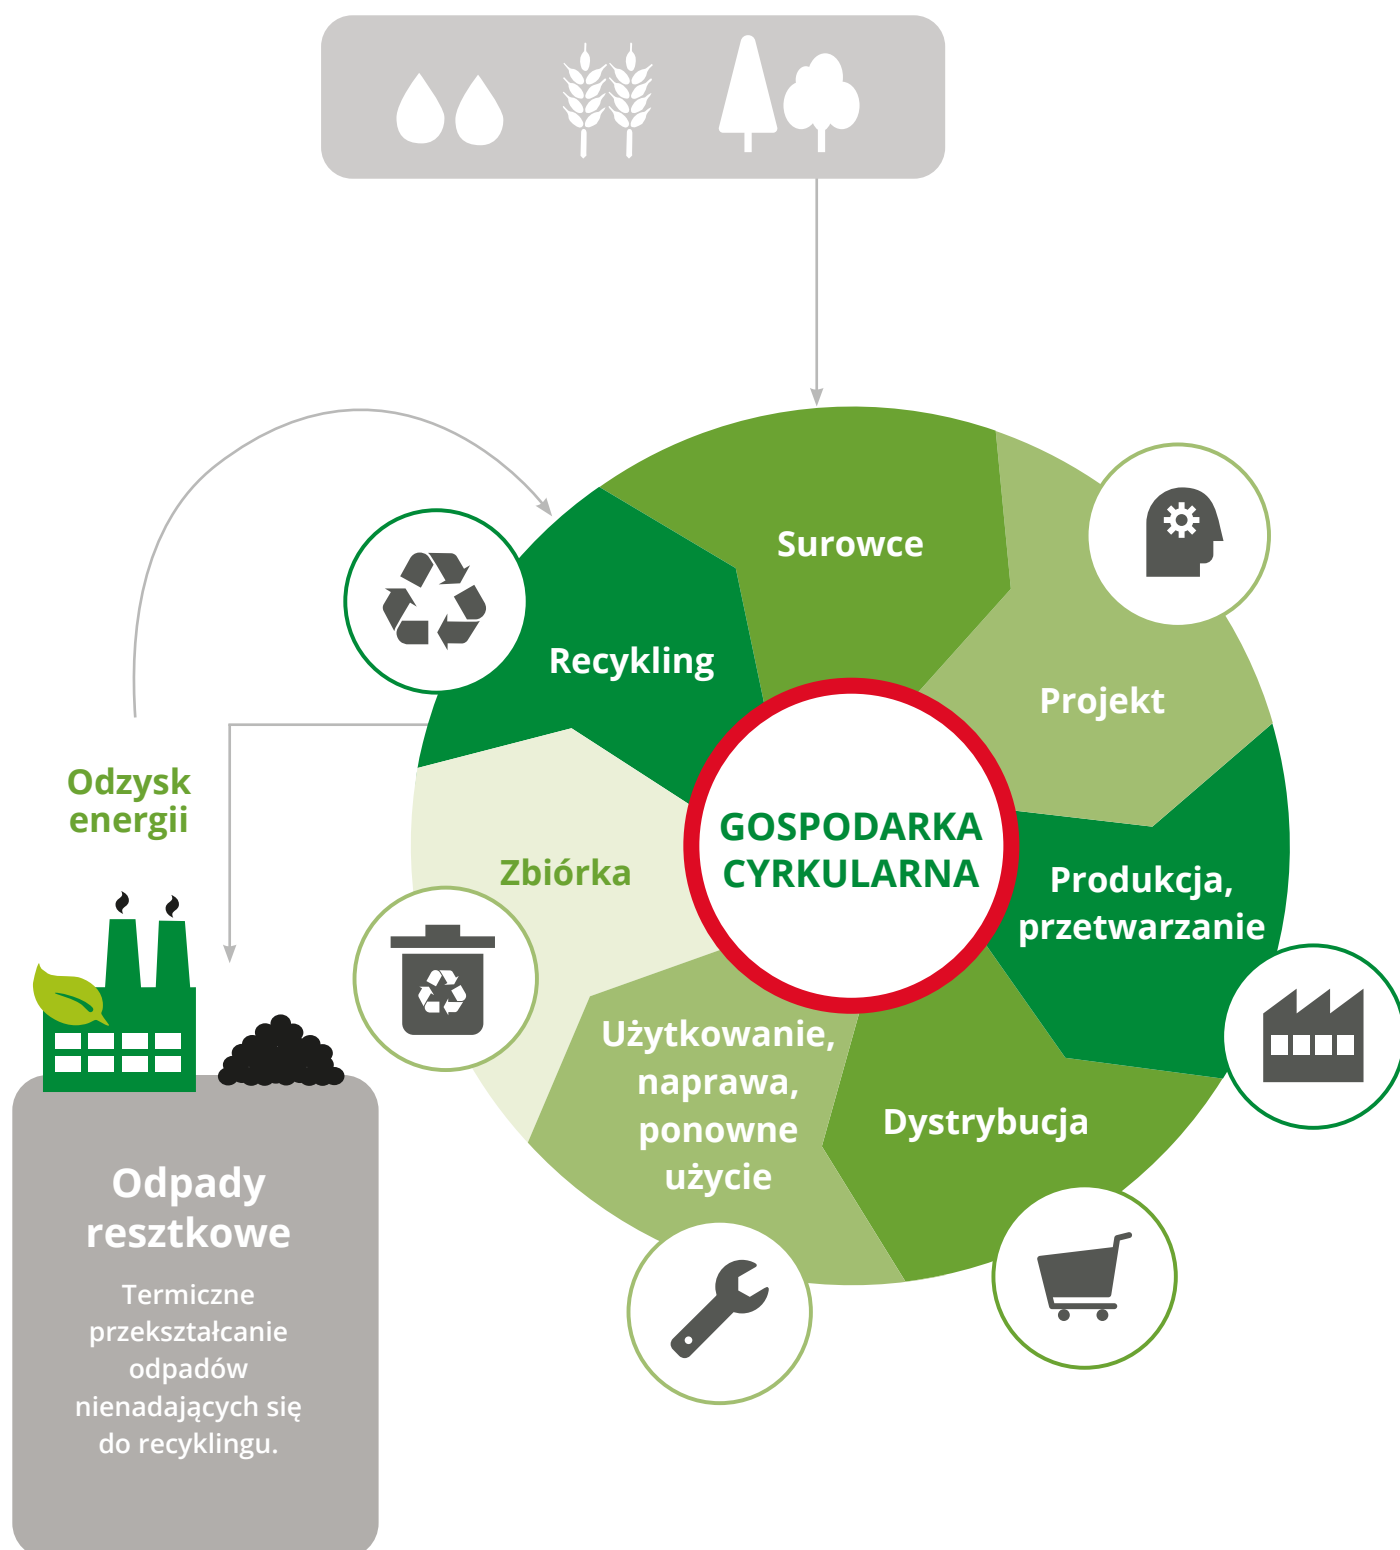 Surowce
Recykling
Projekt
Odzysk
energii
GOSPODARKA
CYRKULARNA
Zbiórka
Produkcja,
przetwarzanie
Użytkowanie,
naprawa,
ponowne
użycie
Dystrybucja
Odpady
resztkowe
Termiczne
przekształcanie
odpadów
nienadających się
do recyklingu.